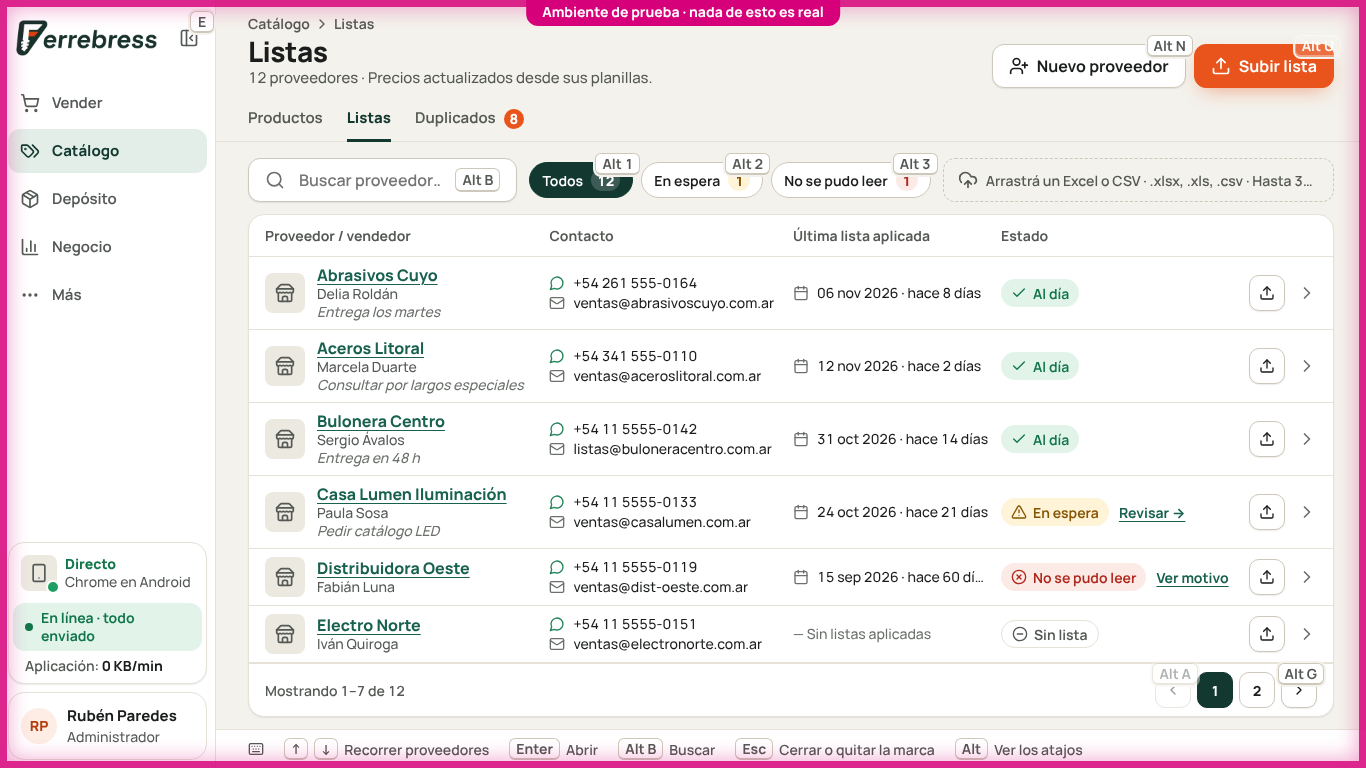 Ambiente de prueba · nada de esto es real
Ferrebress
E
Vender
Catálogo
Depósito
Negocio
Más
Directo
Chrome en Android
En línea · todo
enviado
Aplicación: 0 KB/min
RP
Rubén Paredes
Administrador
Catálogo > Listas
Listas
12 proveedores · Precios actualizados desde sus planillas.
Alt N
Nuevo proveedor
Subir lista
Productos
Listas
Duplicados 8
Buscar proveedor.. Alt B
Alt 1
Todos 12
Alt 2
En espera 1
Alt 3
No se pudo leer 1
Arrastrá un Excel o CSV · .xlsx, .xls, .csv · Hasta 3...
Proveedor / vendedor Contacto Última lista aplicada Estado
Abrasivos Cuyo
Delia Roldán
Entrega los martes
+54 261 555-0164
ventas@abrasivoscuyo.com.ar
06 nov 2026 · hace 8 días
Al día
Aceros Litoral
Marcela Duarte
Consultar por largos especiales
+54 341 555-0110
ventas@aceroslitoral.com.ar
12 nov 2026 · hace 2 días
Al día
Bulonera Centro
Sergio Ávalos
Entrega en 48 h
+54 11 5555-0142
listas@buloneracentro.com.ar
31 oct 2026 · hace 14 días
Al día
Casa Lumen Iluminación
Paula Sosa
Pedir catálogo LED
+54 11 5555-0133
ventas@casalumen.com.ar
24 oct 2026 · hace 21 días
En espera
Revisar →
Distribuidora Oeste
Fabián Luna
+54 11 5555-0119
ventas@dist-oeste.com.ar
15 sep 2026 · hace 60 dí...
No se pudo leer
Ver motivo
Electro Norte
Iván Quiroga
+54 11 5555-0151
ventas@electronorte.com.ar
— Sin listas aplicadas
Sin lista
Mostrando 1–7 de 12
Alt A
1
2
Alt G
↑ ↓ Recorrer proveedores Enter Abrir Alt B Buscar Esc Cerrar o quitar la marca Alt Ver los atajos